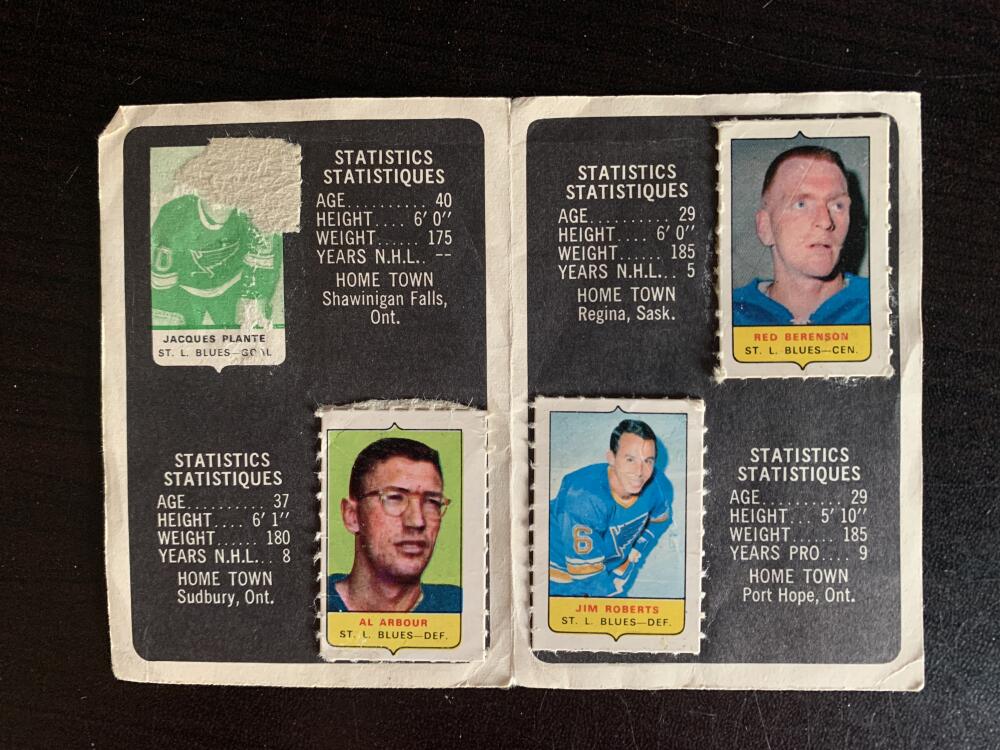 JACQUES PLANTE
ST. L. BLUES—GOAL
STATISTICS
STATISTIQUES
AGE.......... 40
HEIGHT.... 6' 0"
WEIGHT...... 175
YEARS N.H.L.. --
HOME TOWN
Shawinigan Falls,
Ont.
STATISTICS
STATISTIQUES
AGE.......... 37
HEIGHT.... 6' 1"
WEIGHT...... 180
YEARS N.H.L.. 8
HOME TOWN
Sudbury, Ont.
AL ARBOUR
ST. L. BLUES—DEF.
STATISTICS
STATISTIQUES
AGE.......... 29
HEIGHT.... 6' 0"
WEIGHT...... 185
YEARS N.H.L.. 5
HOME TOWN
Regina, Sask.
RED BERENSON
ST. L. BLUES—CEN.
6
JIM ROBERTS
ST. L. BLUES—DEF.
STATISTICS
STATISTIQUES
AGE.......... 29
HEIGHT... 5' 10"
WEIGHT...... 185
YEARS PRO.... 9
HOME TOWN
Port Hope, Ont.